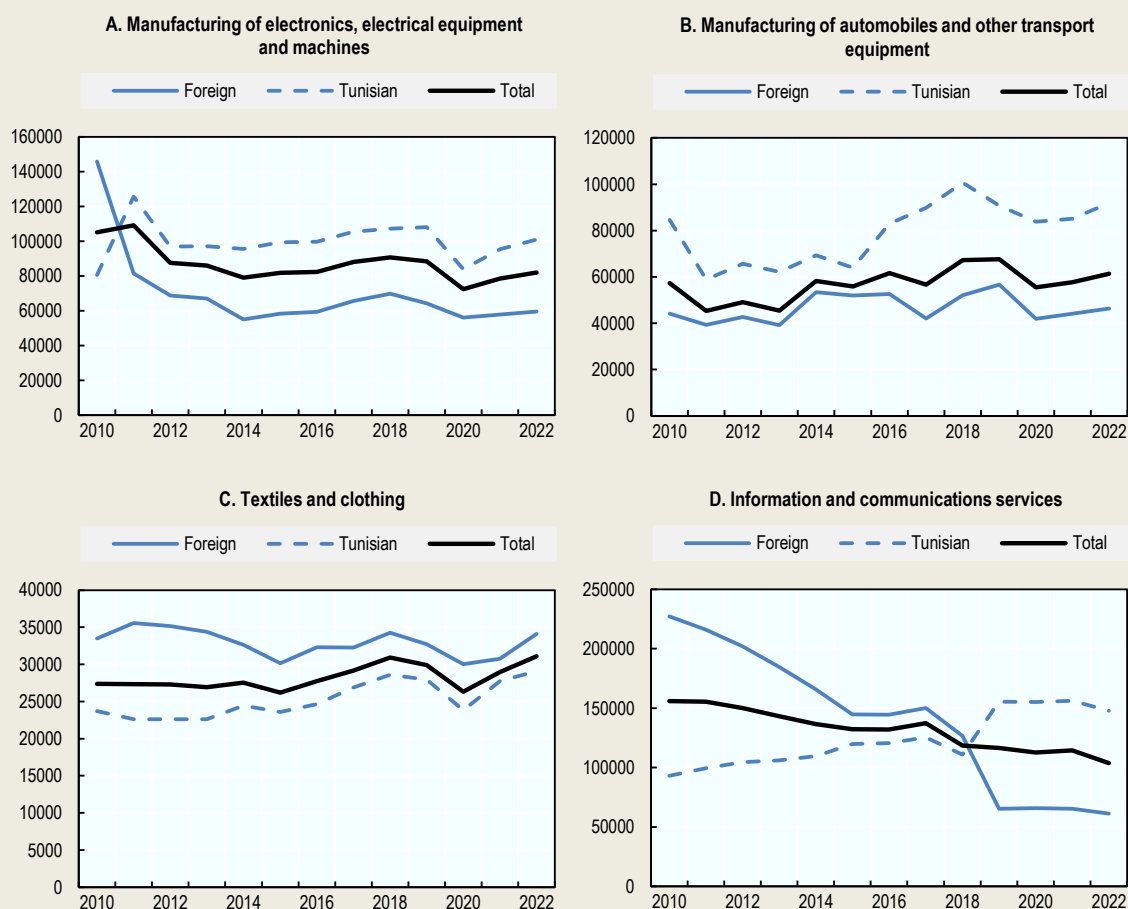 A. Manufacturing of electronics, electrical equipment
and machines
Foreign Tunisian Total
160000
140000
120000
100000
80000
60000
40000
20000
0
2010 2012 2014 2016 2018 2020 2022
B. Manufacturing of automobiles and other transport
equipment
Foreign Tunisian Total
120000
100000
80000
60000
40000
20000
0
2010 2012 2014 2016 2018 2020 2022
C. Textiles and clothing
Foreign Tunisian Total
40000
35000
30000
25000
20000
15000
10000
5000
0
2010 2012 2014 2016 2018 2020 2022
D. Information and communications services
Foreign Tunisian Total
250000
200000
150000
100000
50000
0
2010 2012 2014 2016 2018 2020 2022